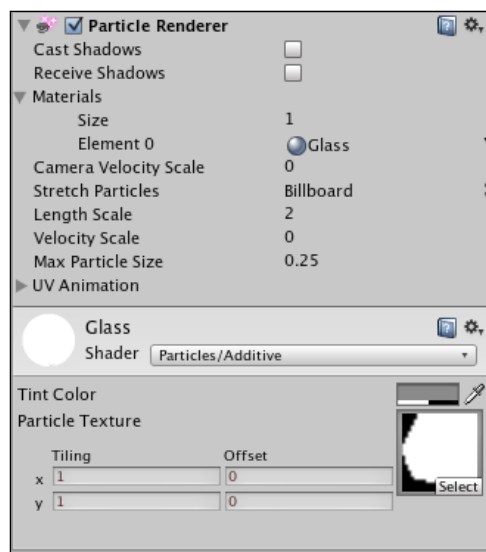 Particle Renderer
Cast Shadows
Receive Shadows
Materials
Size 1
Element 0 Glass
Camera Velocity Scale 0
Stretch Particles Billboard
Length Scale 2
Velocity Scale 0
Max Particle Size 0.25
UV Animation
Glass
Shader Particles/Additive
Tint Color
Particle Texture
Tiling Offset
x 1 0
y 1 0
Select